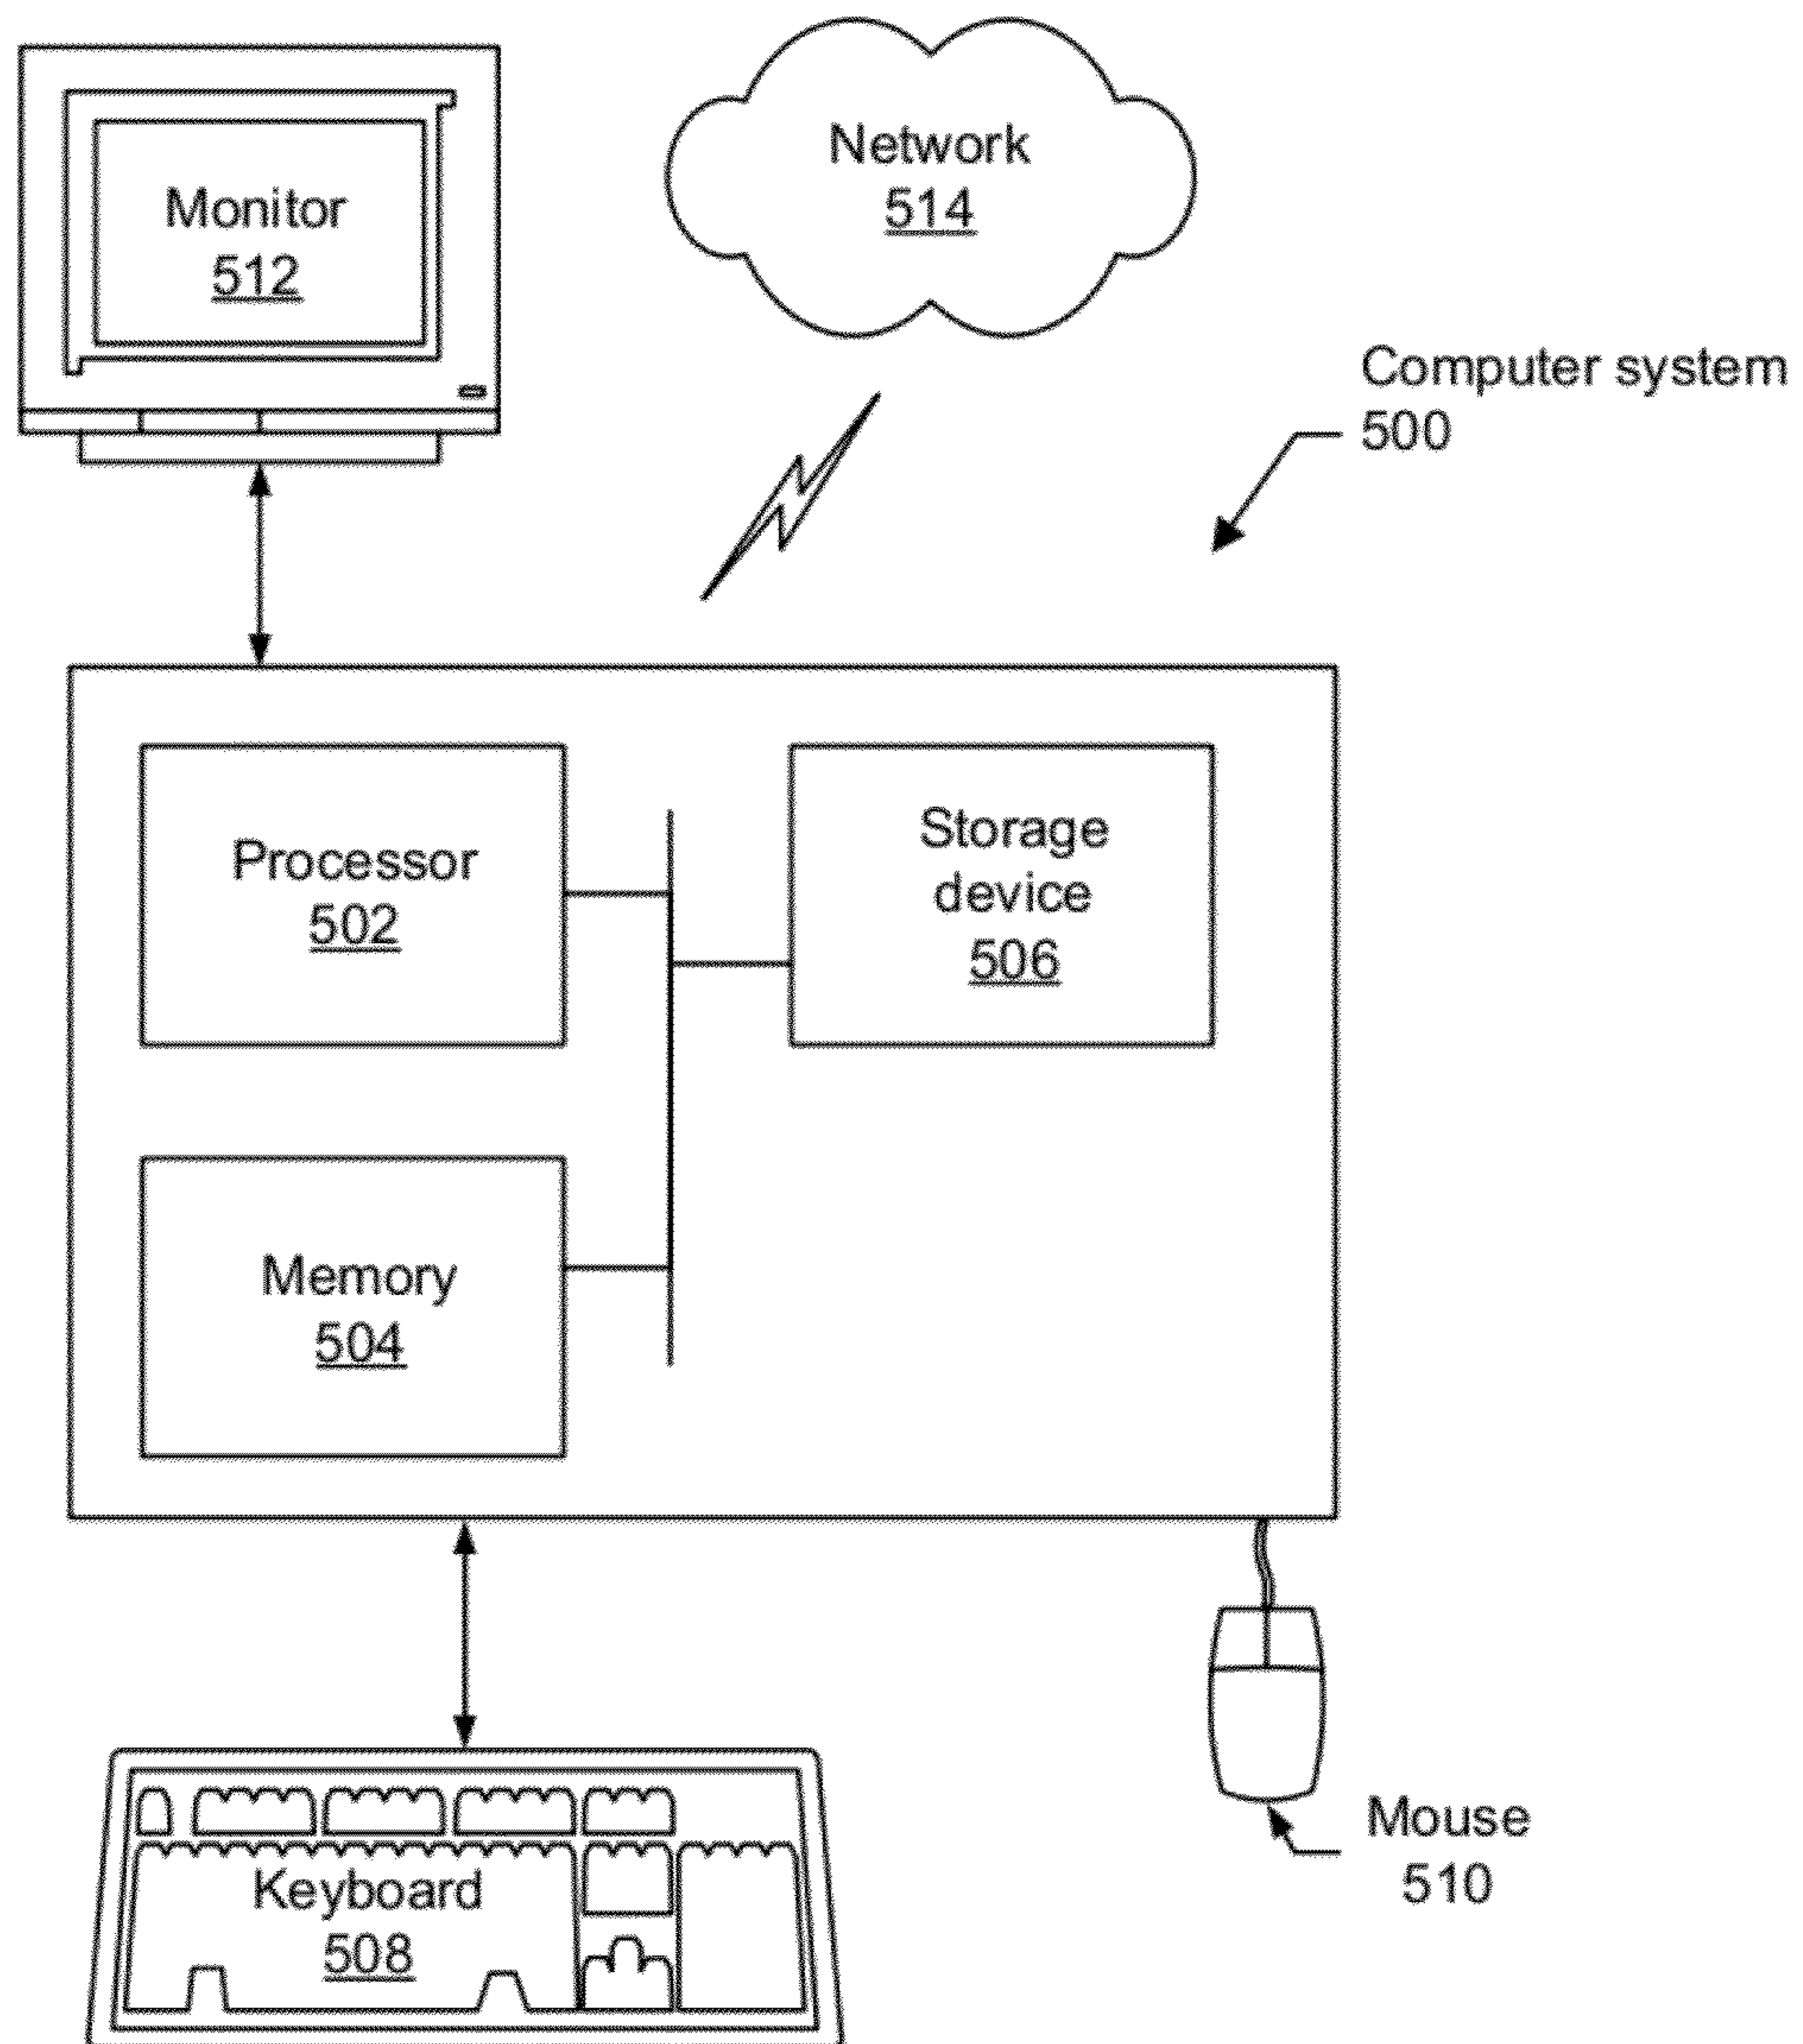 Monitor
512
Network
514
Computer system
500
Processor
502
Storage
device
506
Memory
504
Keyboard
508
Mouse
510